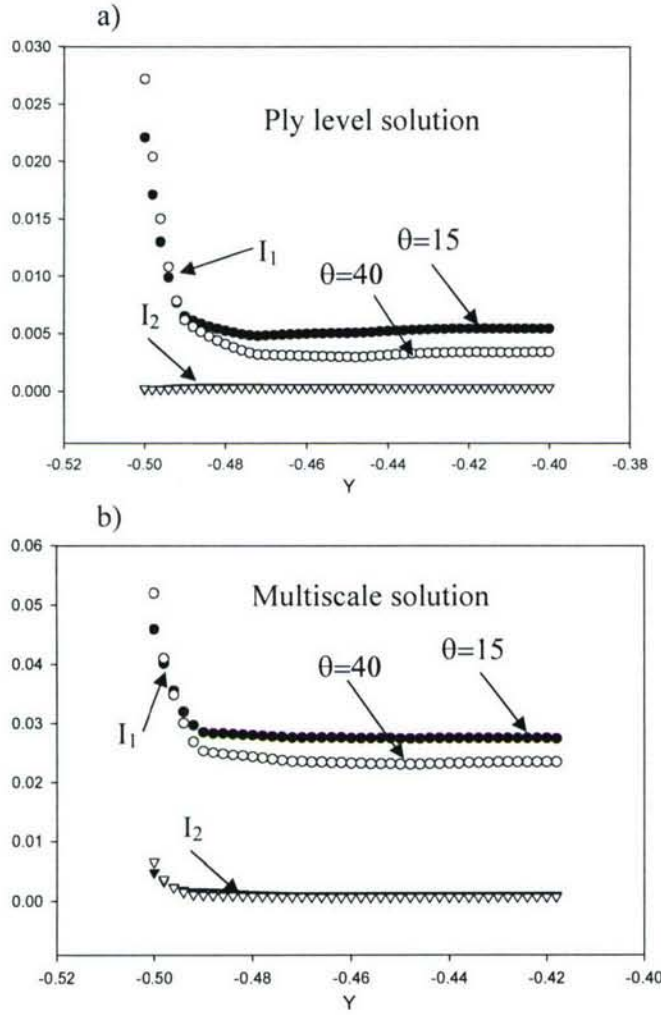 a)
0.030
0.025
0.020
0.015
0.010
0.005
0.000
Ply level solution
I1
θ=15
θ=40
I2
-0.52 -0.50 -0.48 -0.46 -0.44 -0.42 -0.40 -0.38
Y
b)
0.06
0.05
0.04
0.03
0.02
0.01
0.00
Multiscale solution
θ=15
θ=40
I1
I2
-0.52 -0.50 -0.48 -0.46 -0.44 -0.42 -0.40
Y